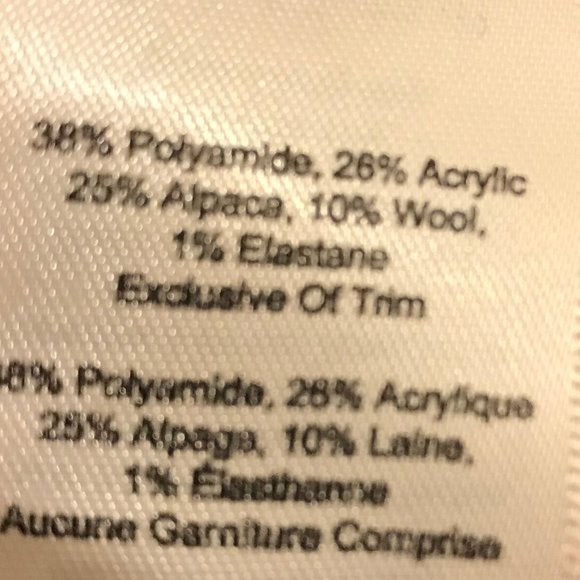 38% Polyamide, 26% Acrylic
25% Alpaca, 10% Wool,
1% Elastane
Exclusive Of Trim
38% Polyamide, 26% Acrylique
25% Alpaga, 10% Laine,
1% Élasthanne
Aucune Garniture Comprise